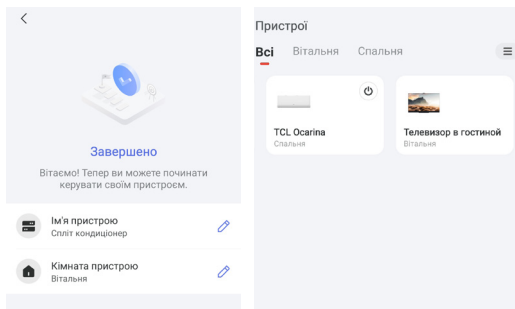 Завершено
Вітаємо! Тепер ви можете починати
керувати своїм пристроєм.
Ім'я пристрою
Спліт кондиціонер
Кімната пристрою
Вітальня
Пристрої
Всі Вітальня Спальня
TCL Ocarina
Спальня
Телевизор в гостиной
Вітальня